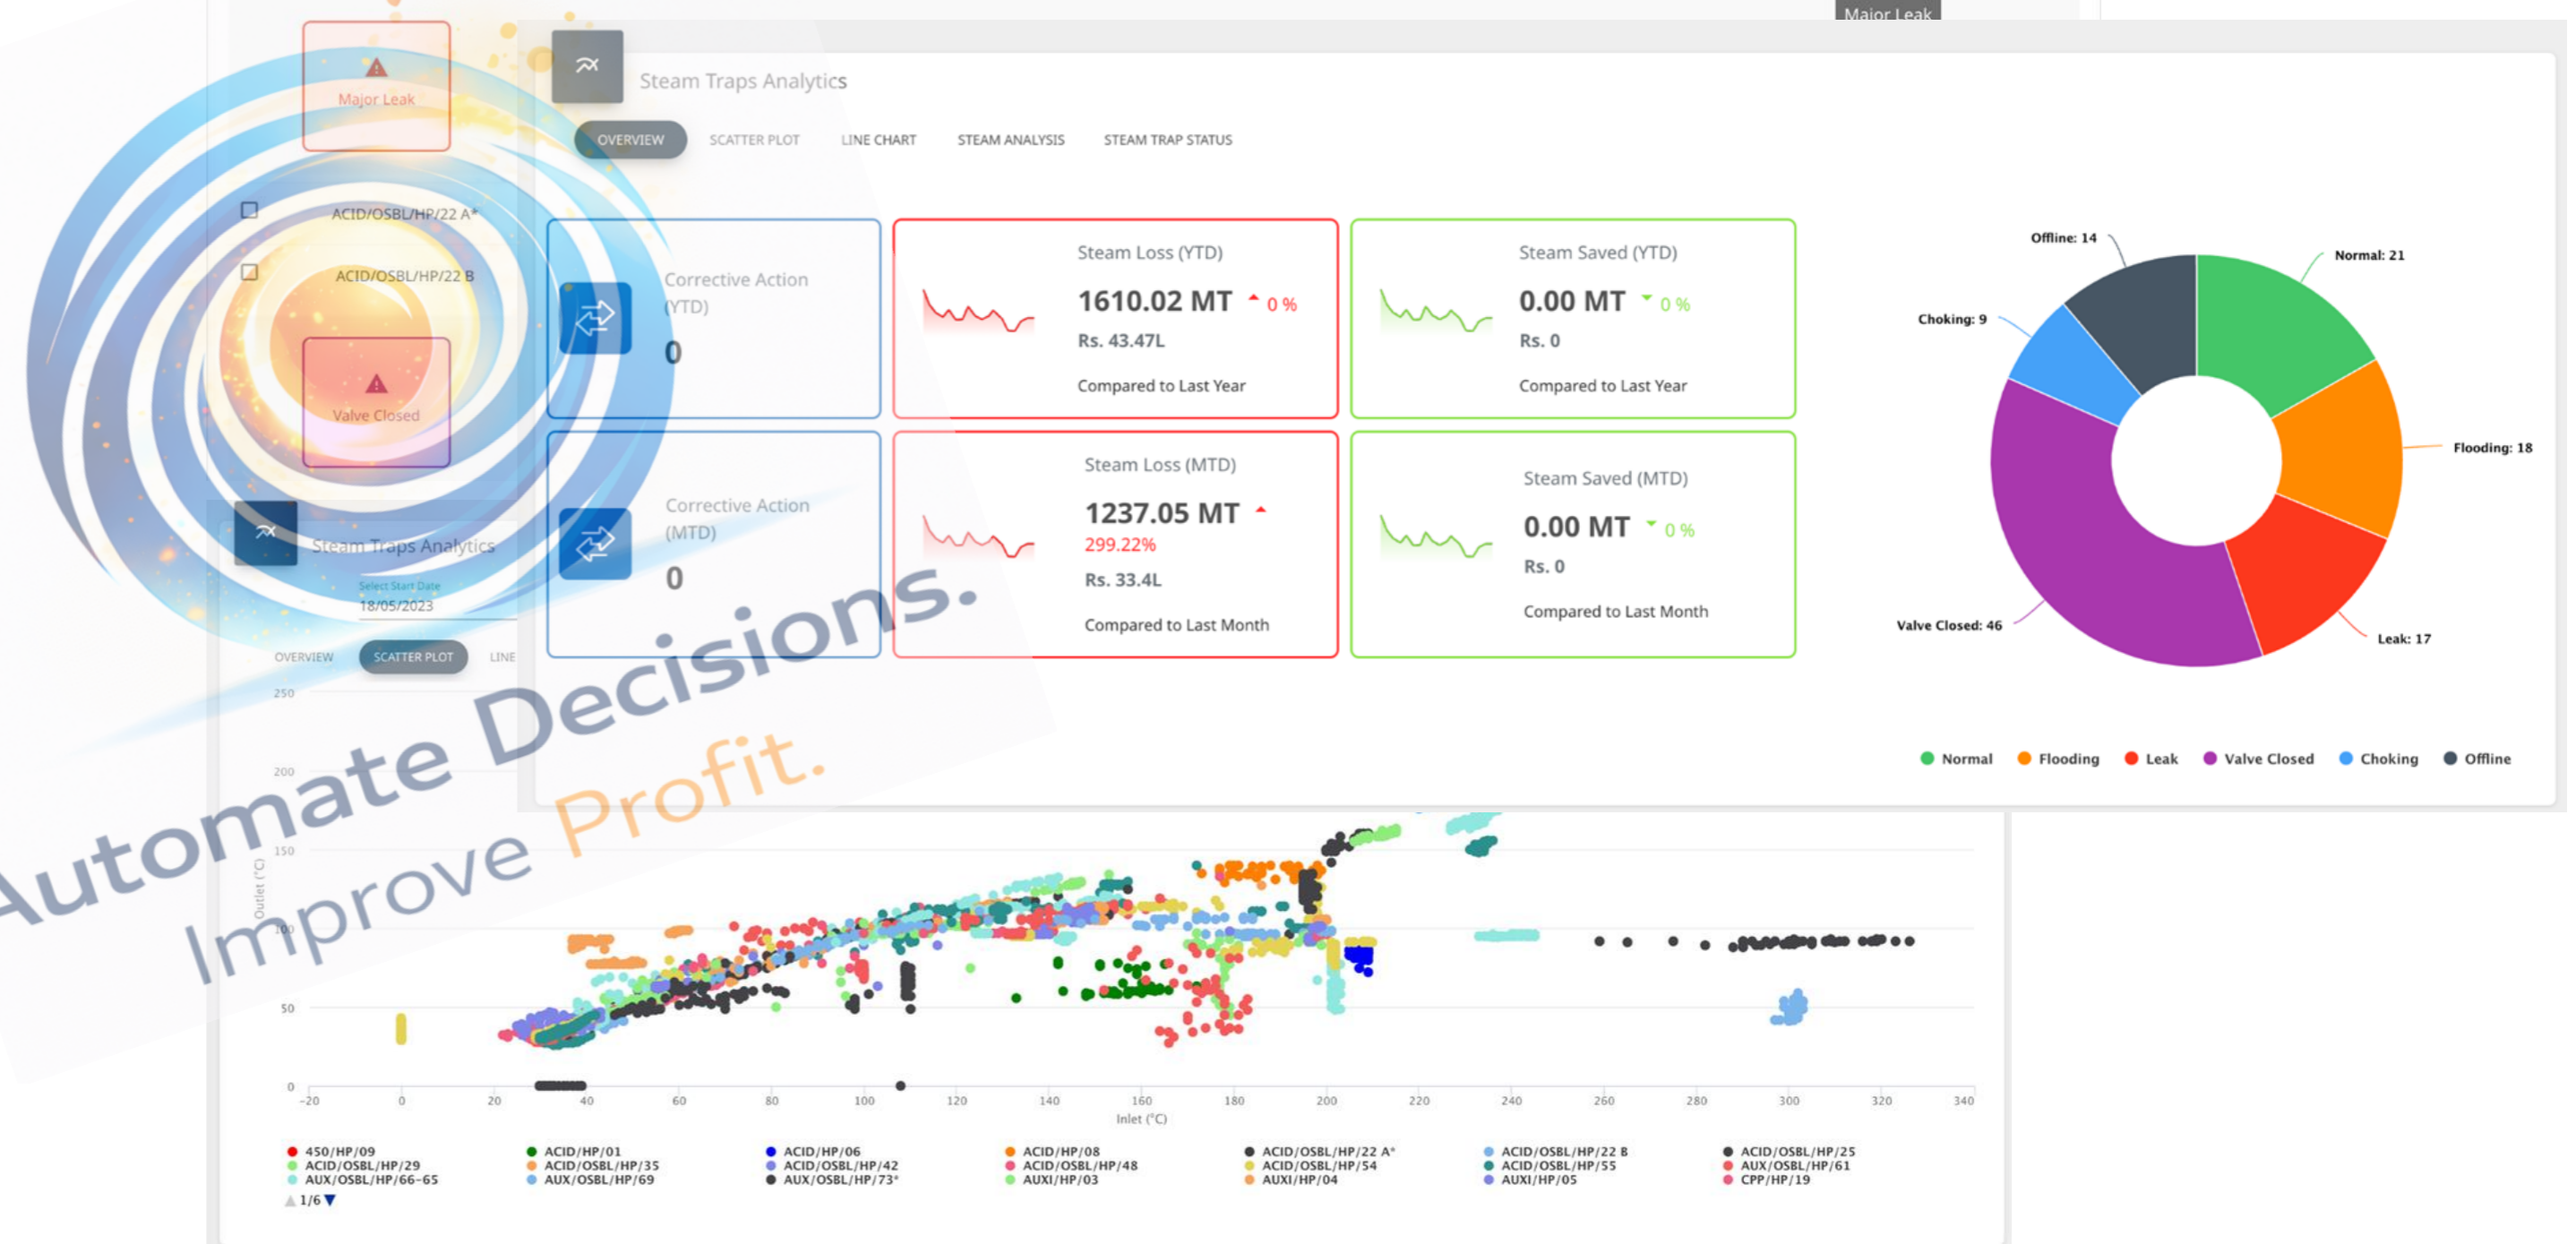 Major Leak
Major Leak
ACID/OSBL/HP/22 A*
ACID/OSBL/HP/22 B
Valve Closed
Steam Traps Analytics
OVERVIEW SCATTER PLOT LINE CHART STEAM ANALYSIS STEAM TRAP STATUS
Corrective Action
(YTD)
0
Steam Loss (YTD)
1610.02 MT 0 %
Rs. 43.47L
Compared to Last Year
Steam Saved (YTD)
0.00 MT 0 %
Rs. 0
Compared to Last Year
Corrective Action
(MTD)
0
Steam Loss (MTD)
1237.05 MT
299.22%
Rs. 33.4L
Compared to Last Month
Steam Saved (MTD)
0.00 MT 0 %
Rs. 0
Compared to Last Month
Offline: 14
Normal: 21
Choking: 9
Flooding: 18
Valve Closed: 46
Leak: 17
Normal Flooding Leak Valve Closed Choking Offline
Steam Traps Analytics
Select Start Date
18/05/2023
OVERVIEW SCATTER PLOT LINE
Automate Decisions.
Improve Profit.
Outlet (°C)
250
200
150
100
50
0
-20 0 20 40 60 80 100 120 140 160 180 200 220 240 260 280 300 320 340
Inlet (°C)
450/HP/09 ACID/HP/01 ACID/HP/06 ACID/HP/08 ACID/OSBL/HP/22 A* ACID/OSBL/HP/22 B ACID/OSBL/HP/25
ACID/OSBL/HP/29 ACID/OSBL/HP/35 ACID/OSBL/HP/42 ACID/OSBL/HP/48 ACID/OSBL/HP/54 ACID/OSBL/HP/55 AUX/OSBL/HP/61
AUX/OSBL/HP/66-65 AUX/OSBL/HP/69 AUX/OSBL/HP/73* AUXI/HP/03 AUXI/HP/04 AUXI/HP/05 CPP/HP/19
1/6